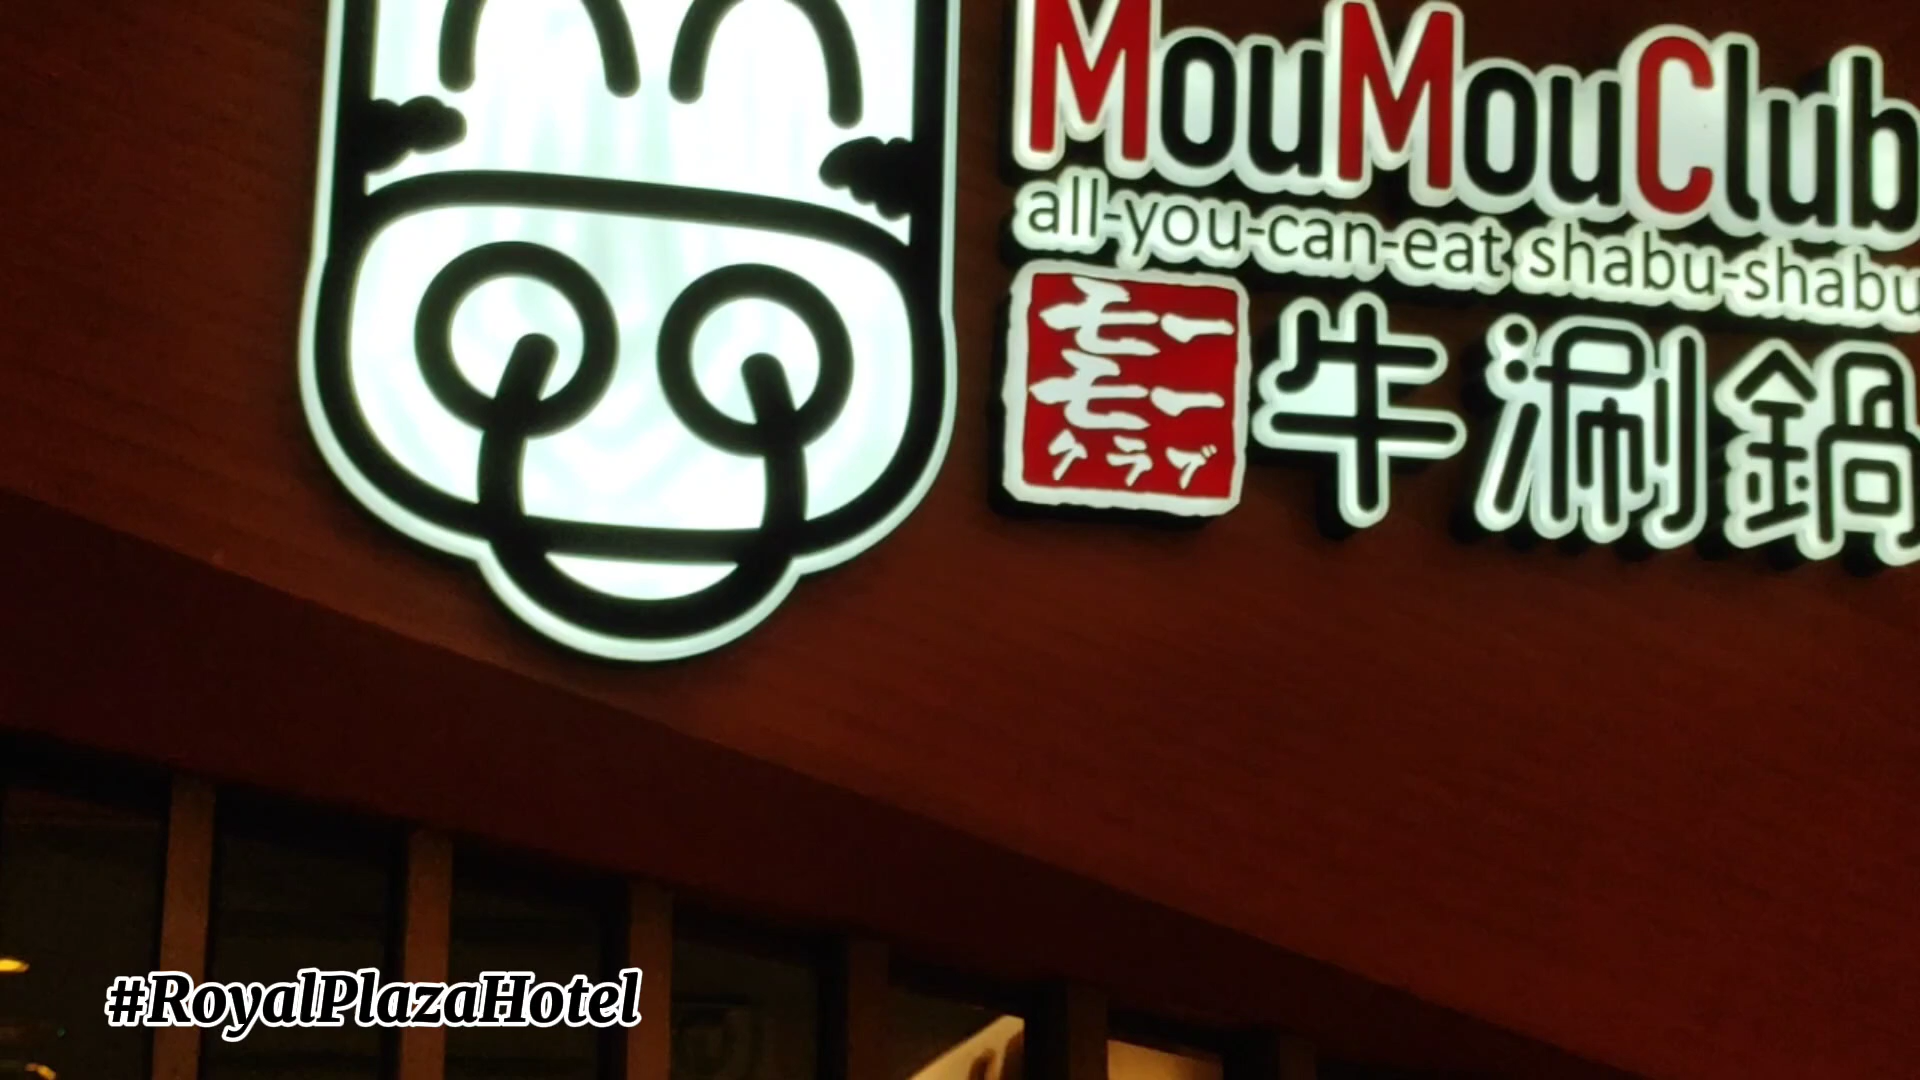 MouMouClub
all-you-can-eat shabu-shabu
モー
モー
クラブ
牛涮鍋
#RoyalPlazaHotel